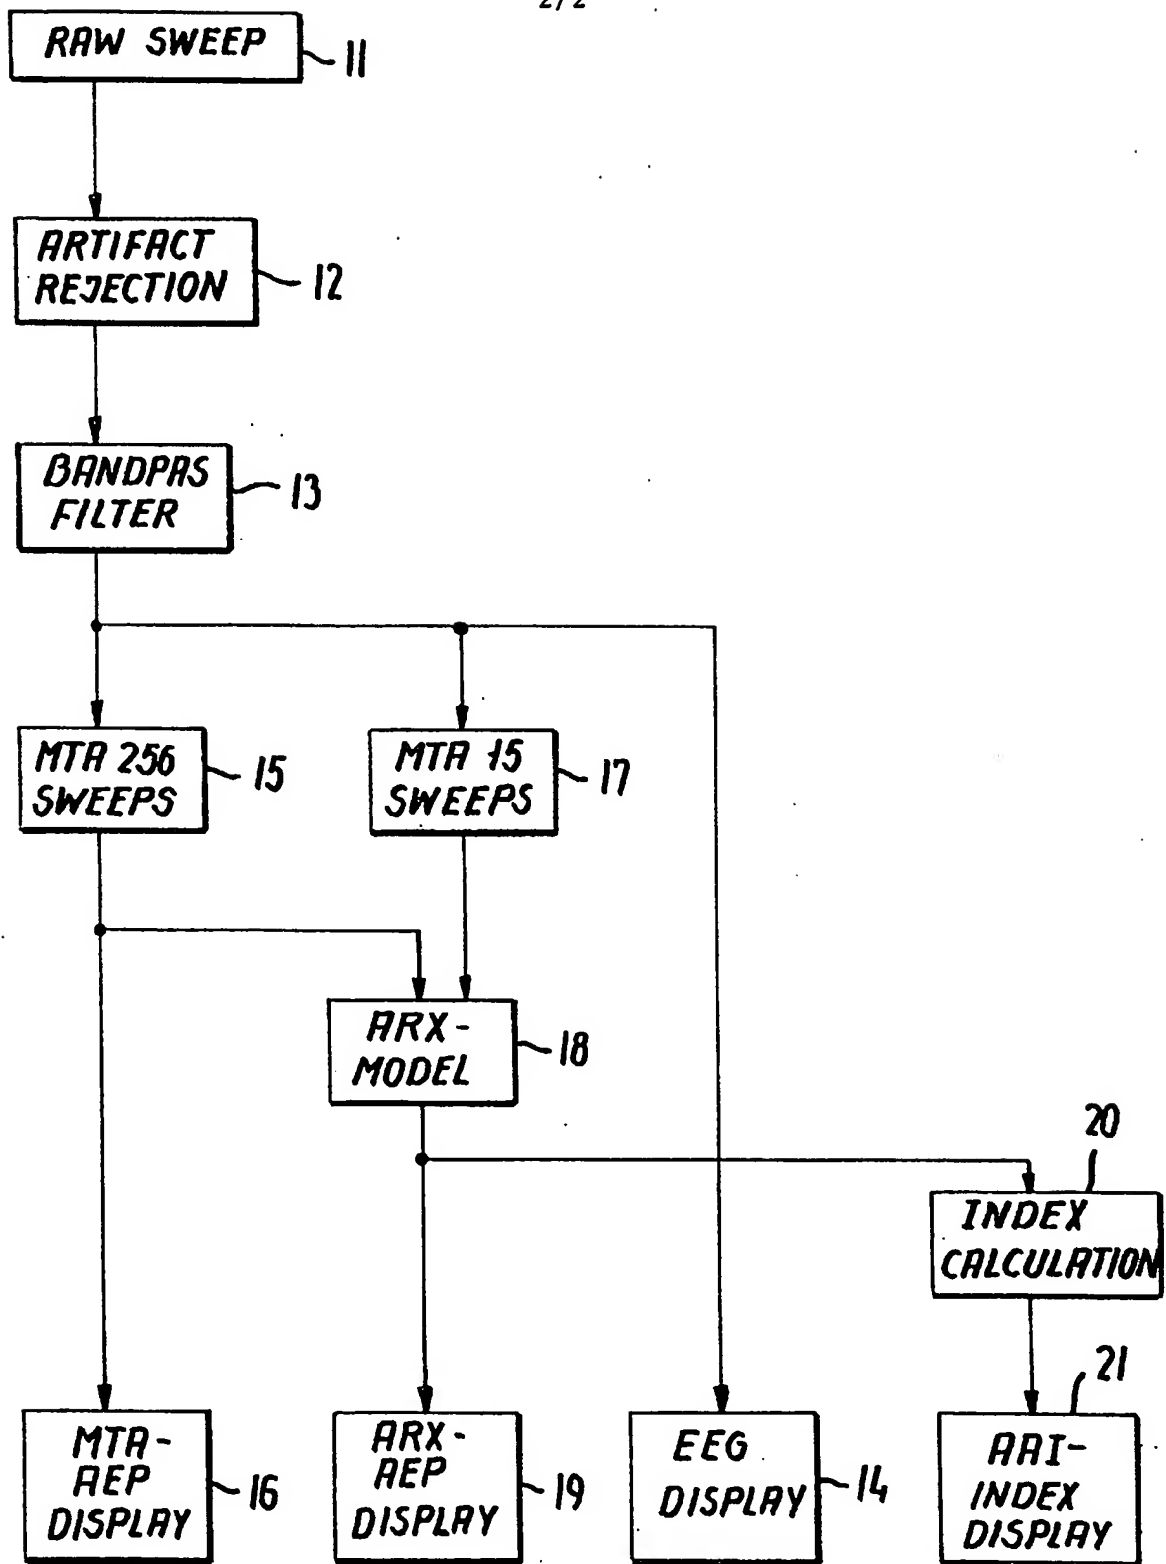 2/2
RAW SWEEP
11
ARTIFACT
REJECTION
12
BANDPAS
FILTER
13
MTA 256
SWEEPS
15
MTA 15
SWEEPS
17
ARX-
MODEL
18
20
INDEX
CALCULATION
21
MTA-
AEP
DISPLAY
16
ARX-
AEP
DISPLAY
19
EEG
DISPLAY
14
AAI-
INDEX
DISPLAY